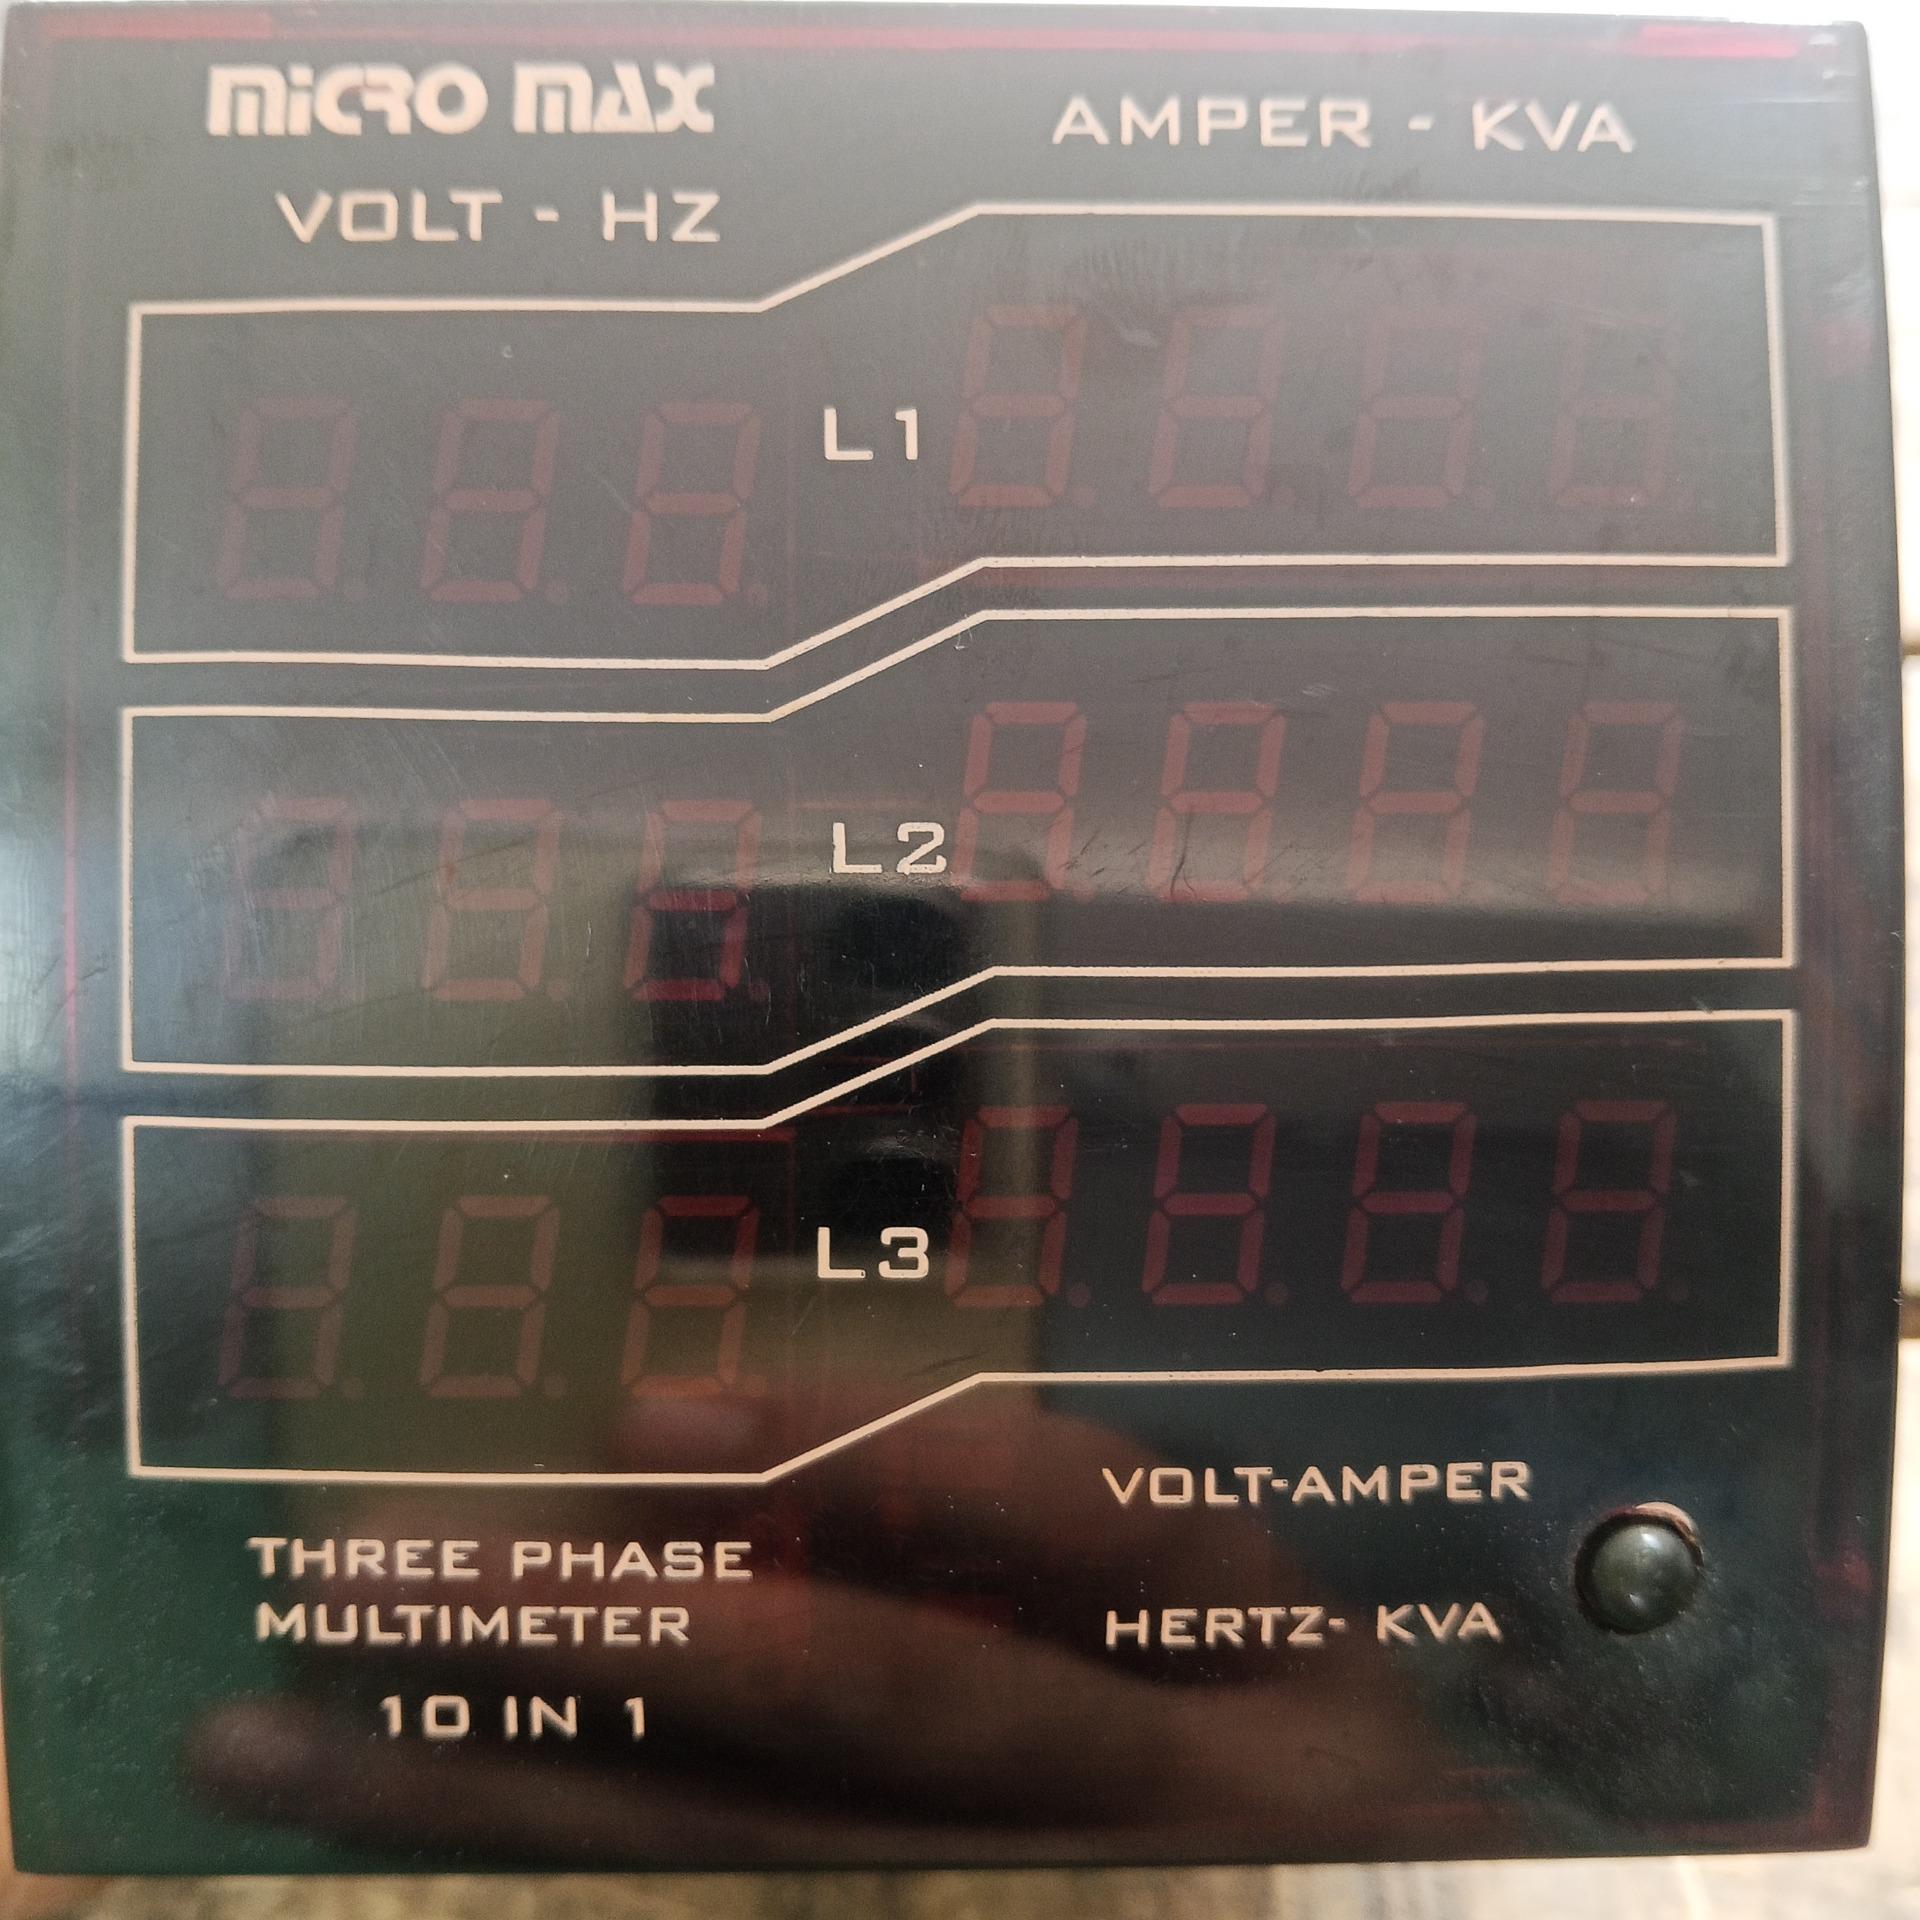 MICRO MAX
AMPER - KVA
VOLT - HZ
L1
L2
L3
VOLT-AMPER
THREE PHASE
MULTIMETER
HERTZ- KVA
10 IN 1